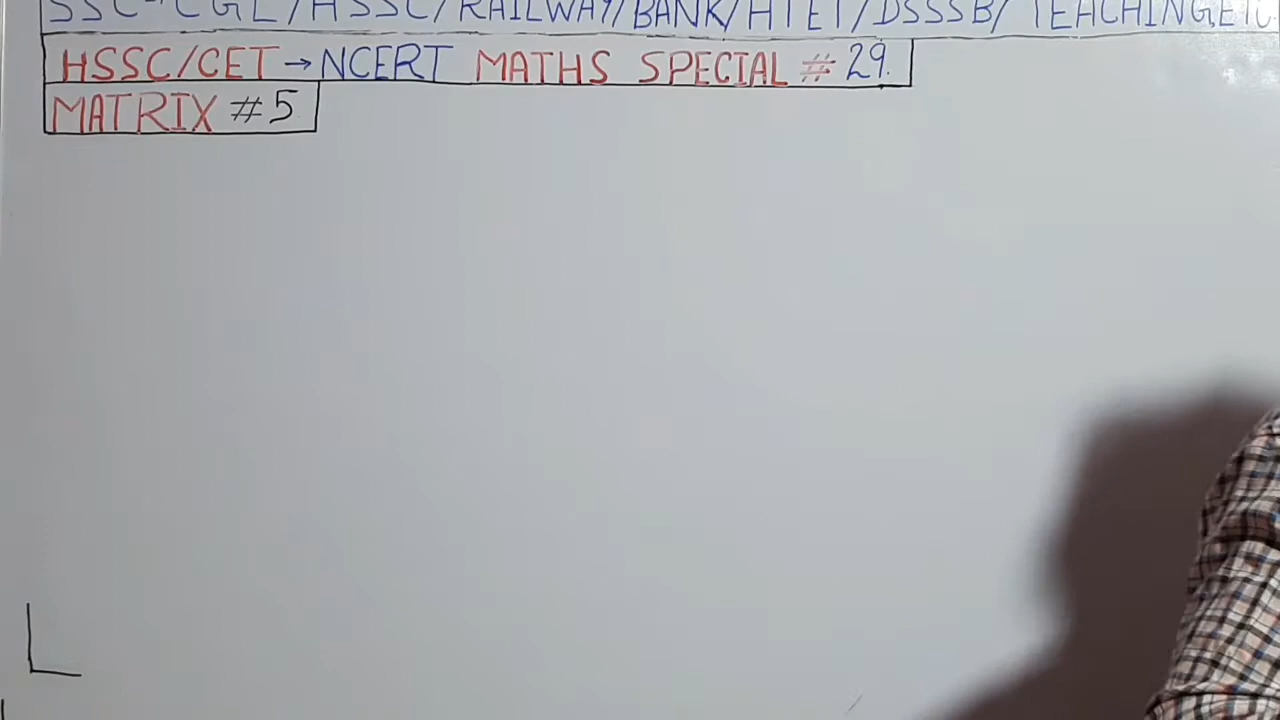 SSC-CGL/HSSC/RAILWAY/BANK/HTET/DSSSB/TEACHING ETC
HSSC/CET→NCERT MATHS SPECIAL # 29.
MATRIX #5